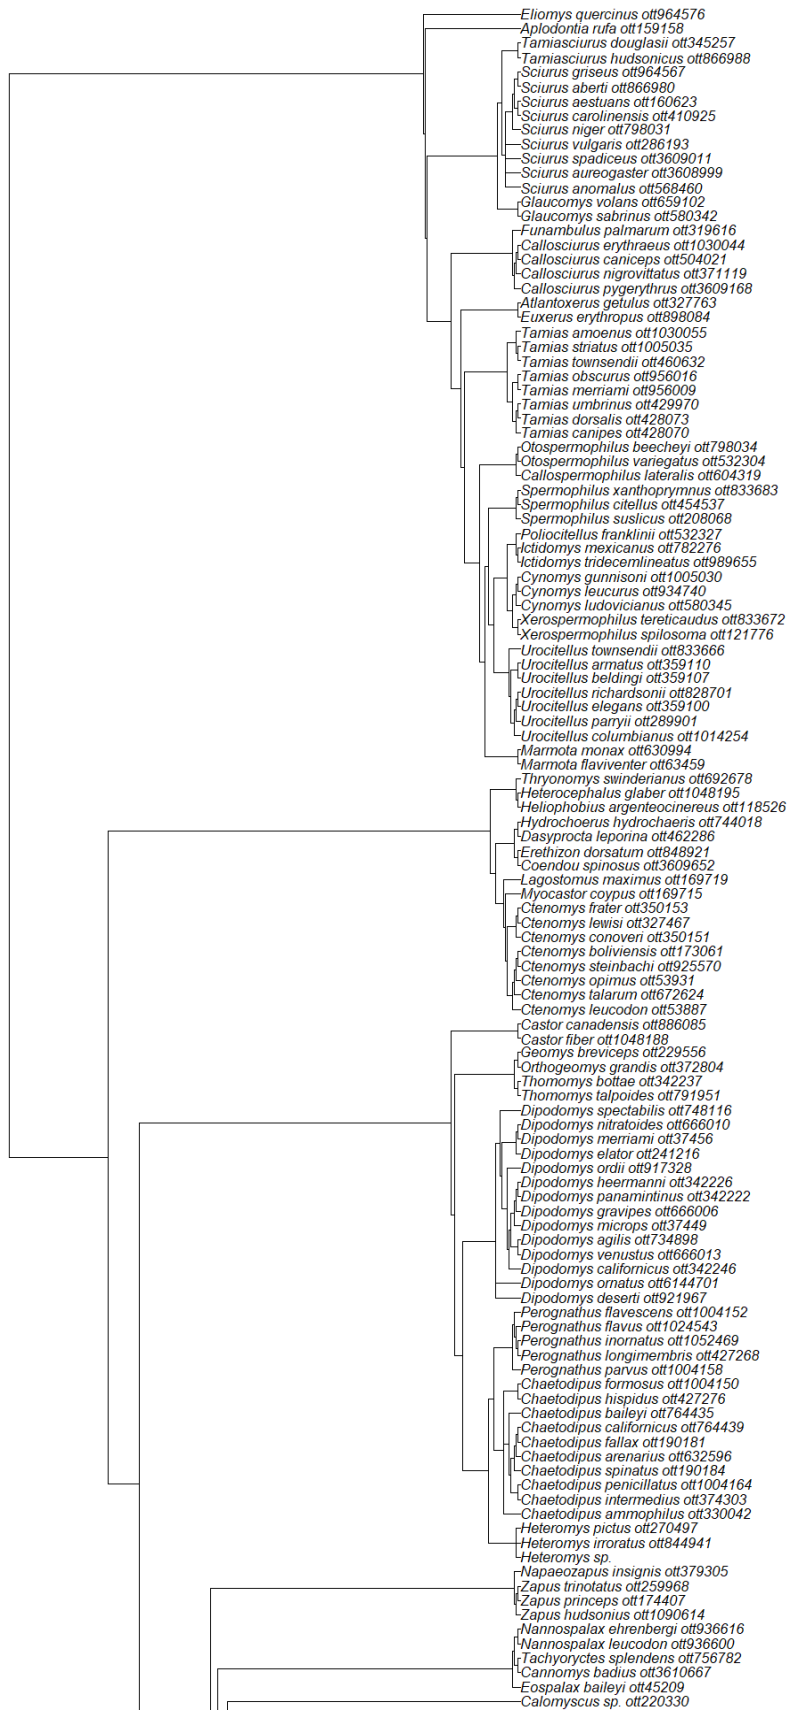 Eliomys quercinus ott964576
Aplodontia rufa ott159158
Tamiasciurus douglasii ott345257
Tamiasciurus hudsonicus ott866988
Sciurus griseus ott964567
Sciurus aberti ott866980
Sciurus aestuans ott160623
Sciurus carolinensis ott410925
Sciurus niger ott798031
Sciurus vulgaris ott286193
Sciurus spadiceus ott3609011
Sciurus aureogaster ott3608999
Sciurus anomalus ott568460
Glaucomys volans ott659102
Glaucomys sabrinus ott580342
Funambulus palmarum ott319616
Callosciurus erythraeus ott1030044
Callosciurus caniceps ott504021
Callosciurus nigrovittatus ott371119
Callosciurus pygerythrus ott3609168
Atlantoxerus getulus ott327763
Euxerus erythropus ott898084
Tamias amoenus ott1030055
Tamias striatus ott1005035
Tamias townsendii ott460632
Tamias obscurus ott956016
Tamias merriami ott956009
Tamias umbrinus ott429970
Tamias dorsalis ott428073
Tamias canipes ott428070
Otospermophilus beecheyi ott798034
Otospermophilus variegatus ott532304
Callospermophilus lateralis ott604319
Spermophilus xanthoprymnus ott833683
Spermophilus citellus ott454537
Spermophilus suslicus ott208068
Poliocitellus franklinii ott532327
Ictidomys mexicanus ott782276
Ictidomys tridecemlineatus ott989655
Cynomys gunnisoni ott1005030
Cynomys leucurus ott934740
Cynomys ludovicianus ott580345
Xerospermophilus tereticaudus ott833672
Xerospermophilus spilosoma ott121776
Urocitellus townsendii ott833666
Urocitellus armatus ott359110
Urocitellus beldingi ott359107
Urocitellus richardsonii ott828701
Urocitellus elegans ott359100
Urocitellus parryii ott289901
Urocitellus columbianus ott1014254
Marmota monax ott630994
Marmota flaviventer ott63459
Thryonomys swinderianus ott692678
Heterocephalus glaber ott1048195
Heliophobius argenteocinereus ott118526
Hydrochoerus hydrochaeris ott744018
Dasyprocta leporina ott462286
Erethizon dorsatum ott848921
Coendou spinosus ott3609652
Lagostomus maximus ott169719
Myocastor coypus ott169715
Ctenomys frater ott350153
Ctenomys lewisi ott327467
Ctenomys conoveri ott350151
Ctenomys boliviensis ott173061
Ctenomys steinbachi ott925570
Ctenomys opimus ott53931
Ctenomys talarum ott672624
Ctenomys leucodon ott53887
Castor canadensis ott886085
Castor fiber ott1048188
Geomys breviceps ott229556
Orthogeomys grandis ott372804
Thomomys bottae ott342237
Thomomys talpoides ott791951
Dipodomys spectabilis ott748116
Dipodomys nitratoides ott666010
Dipodomys merriami ott37456
Dipodomys elator ott241216
Dipodomys ordii ott917328
Dipodomys heermanni ott342226
Dipodomys panamintinus ott342222
Dipodomys gravipes ott666006
Dipodomys microps ott37449
Dipodomys agilis ott734898
Dipodomys venustus ott666013
Dipodomys californicus ott342246
Dipodomys ornatus ott6144701
Dipodomys deserti ott921967
Perognathus flavescens ott1004152
Perognathus flavus ott1024543
Perognathus inornatus ott1052469
Perognathus longimembris ott427268
Perognathus parvus ott1004158
Chaetodipus formosus ott1004150
Chaetodipus hispidus ott427276
Chaetodipus baileyi ott764435
Chaetodipus californicus ott764439
Chaetodipus fallax ott190181
Chaetodipus arenarius ott632596
Chaetodipus spinatus ott190184
Chaetodipus penicillatus ott1004164
Chaetodipus intermedius ott374303
Chaetodipus ammophilus ott330042
Heteromys pictus ott270497
Heteromys irroratus ott844941
Heteromys sp.
Napaeozapus insignis ott379305
Zapus trinotatus ott259968
Zapus princeps ott174407
Zapus hudsonius ott1090614
Nannospalax ehrenbergi ott936616
Nannospalax leucodon ott936600
Tachyoryctes splendens ott756782
Cannomys badius ott3610667
Eospalax baileyi ott45209
Calomyscus sp. ott220330